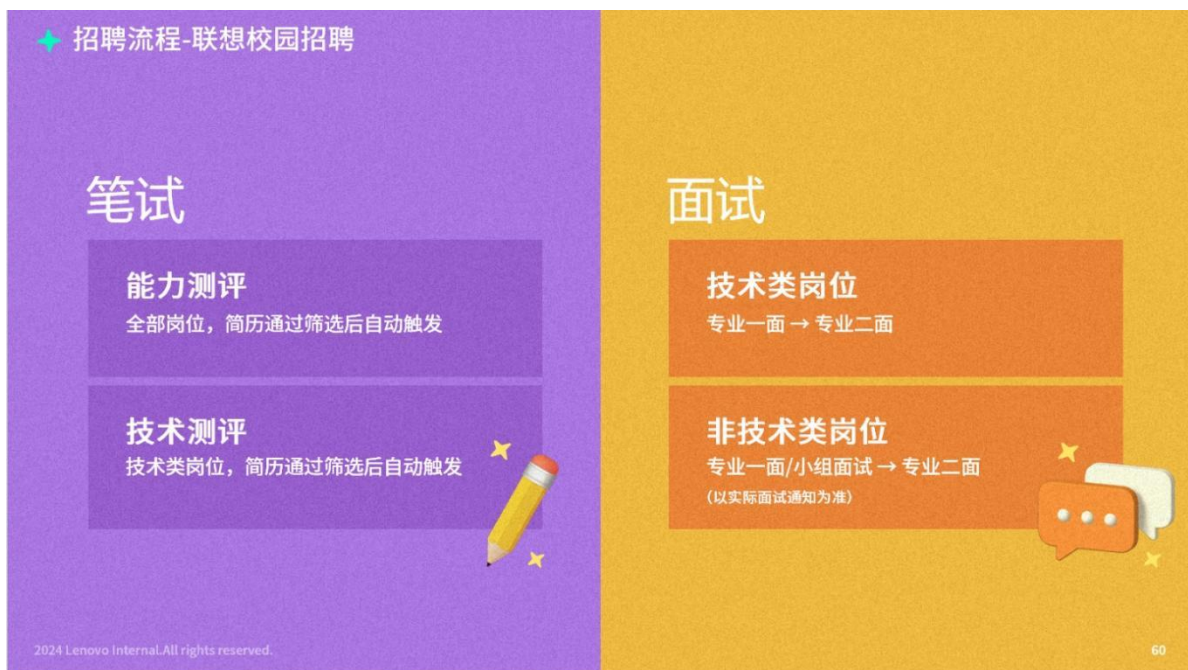 招聘流程-联想校园招聘
笔试
能力测评
全部岗位，简历通过筛选后自动触发
技术测评
技术类岗位，简历通过筛选后自动触发
面试
技术类岗位
专业一面 → 专业二面
非技术类岗位
专业一面/小组面试 → 专业二面
（以实际面试通知为准）
2024 Lenovo Internal.All rights reserved.
60